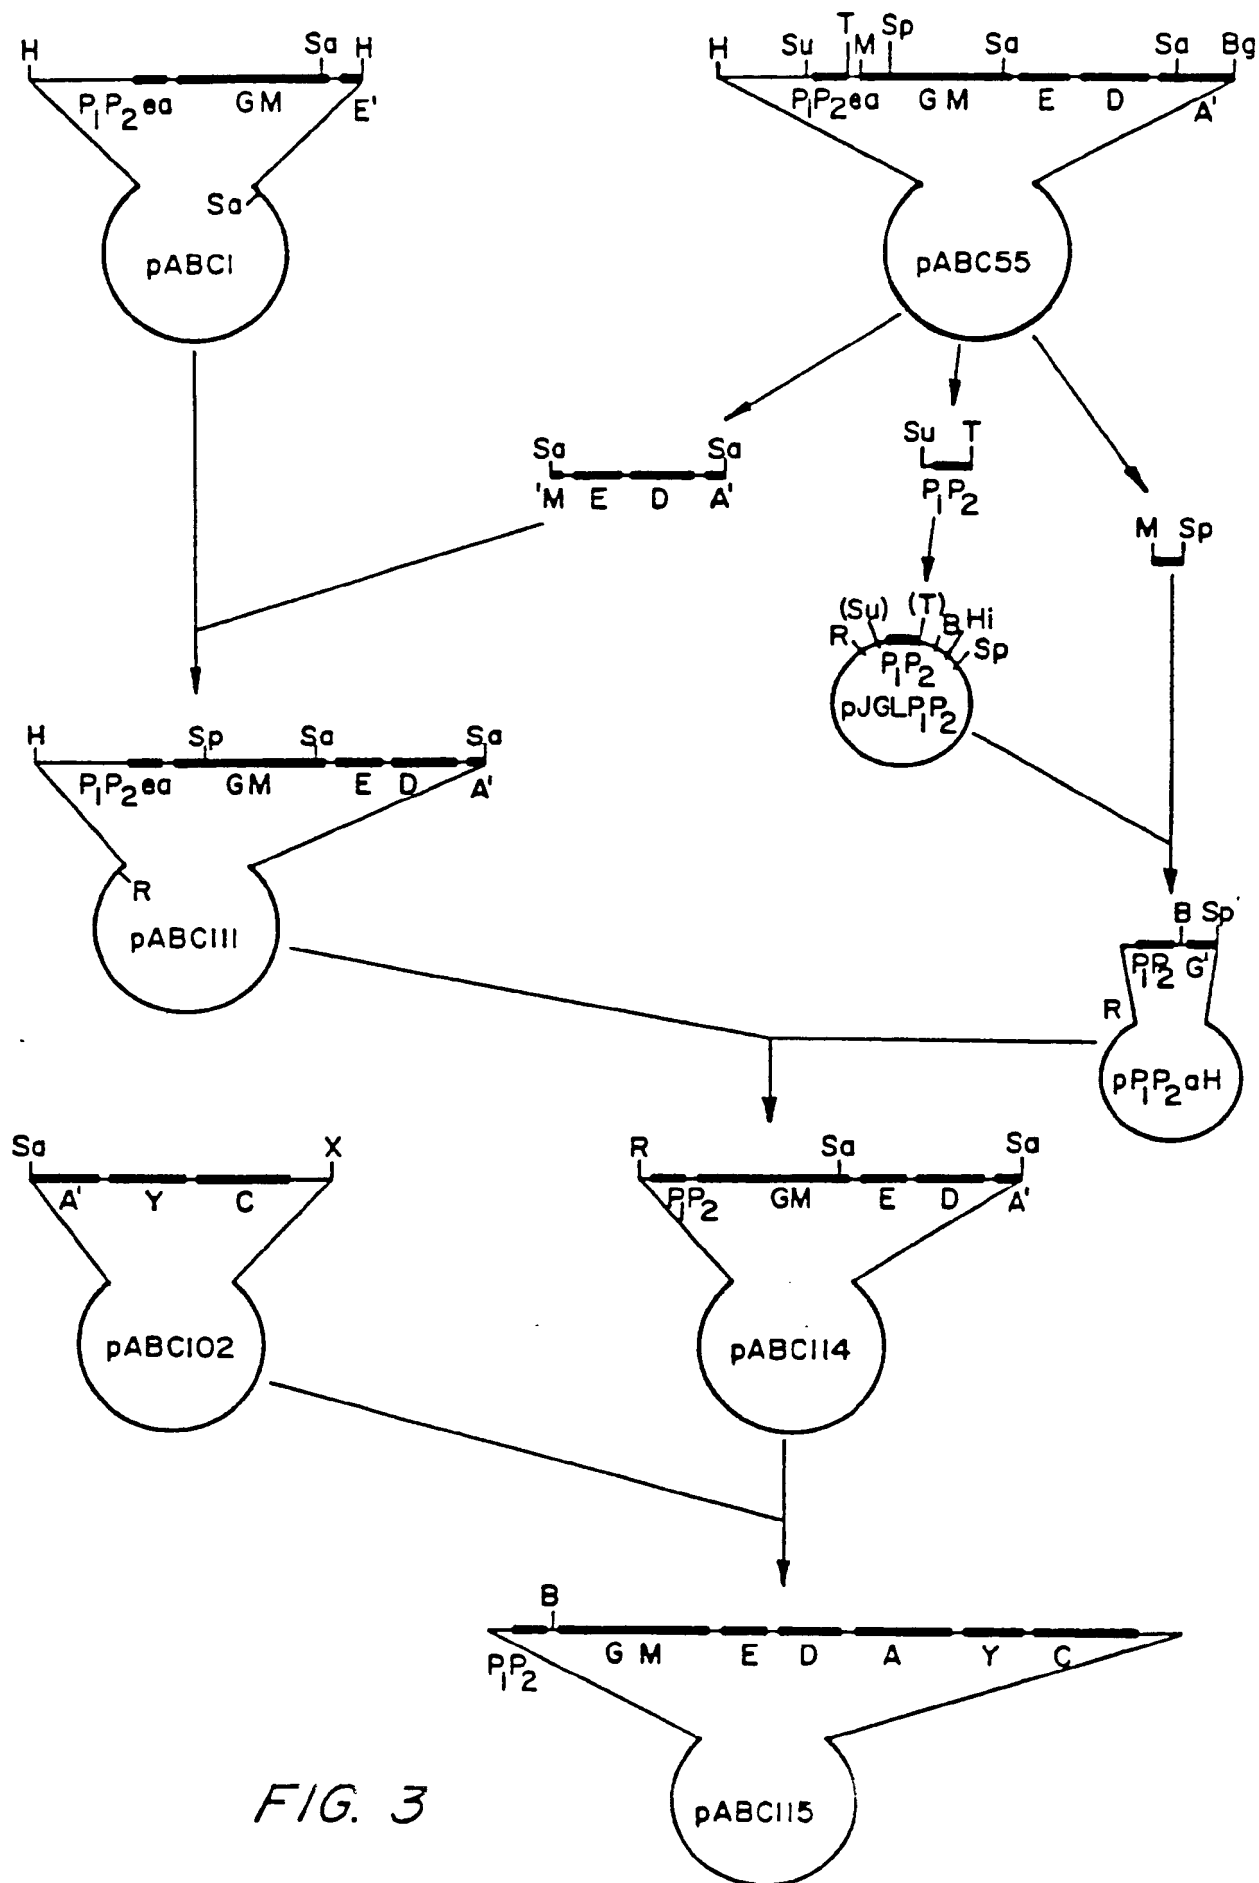 H Sa H
P1P2ea GM E'
Sa
pABC1
H Su T M Sp Sa Sa Bg
P1P2ea GM E D A'
pABC55
Sa Sa
'M E D A'
Su T
P1P2
M Sp
R (Su) (T) B Hi Sp
P1P2
pJGLP1P2
H Sp Sa Sa
P1P2ea GM E D A'
R
pABC111
B Sp'
P1P2 G'
R
pP1P2aH
Sa X
A' Y C
pABC102
R Sa Sa
P1P2 GM E D A'
pABC114
B
P1P2 G M E D A Y C
pABC115
FIG. 3